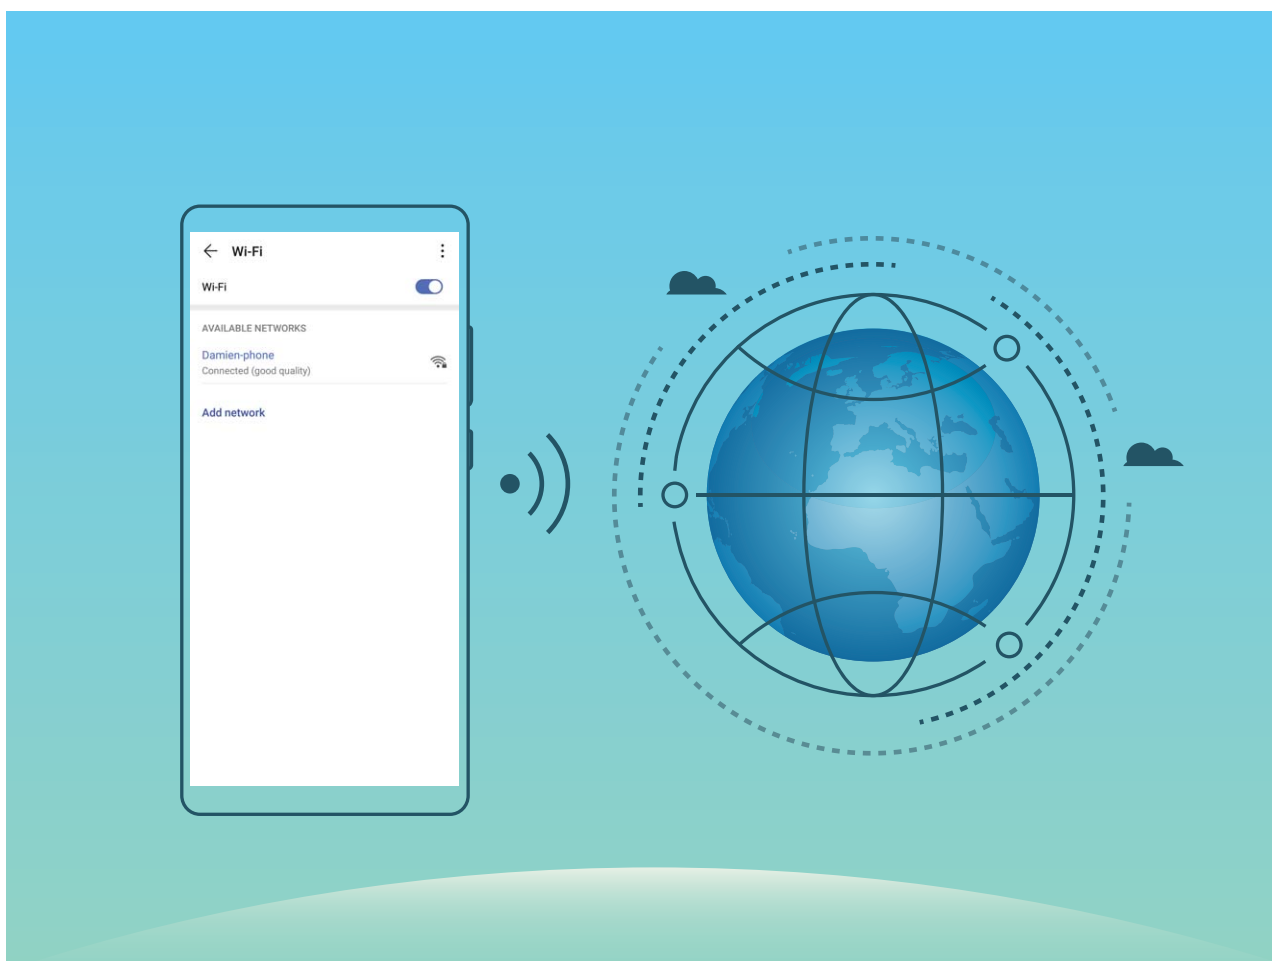 Wi-Fi
Wi-Fi
AVAILABLE NETWORKS
Damien-phone
Connected (good quality)
Add network